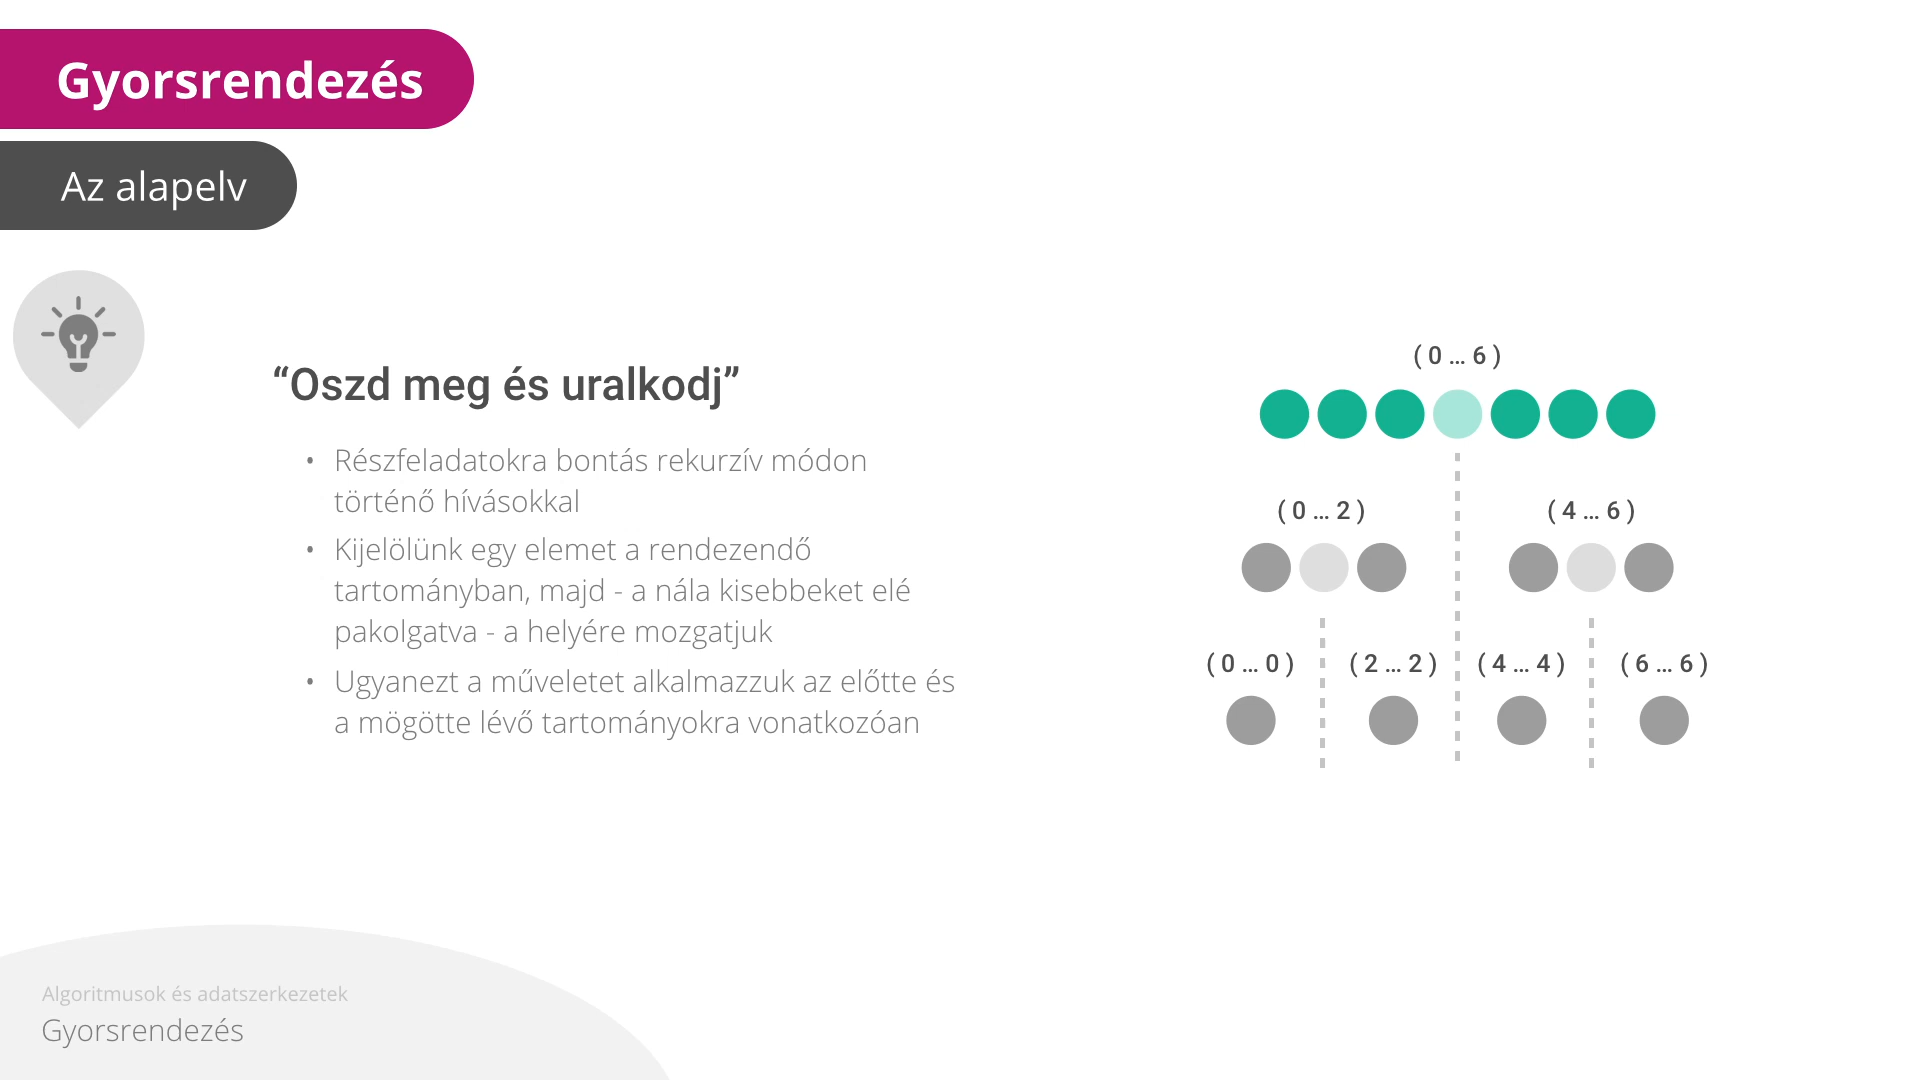 Gyorsrendezés
Az alapelv
“Oszd meg és uralkodj”
• Részfeladatokra bontás rekurzív módon
történő hívásokkal
• Kijelölünk egy elemet a rendezendő
tartományban, majd - a nála kisebbeket elé
pakolgatva - a helyére mozgatjuk
• Ugyanezt a műveletet alkalmazzuk az előtte és
a mögötte lévő tartományokra vonatkozóan
( 0 ... 6 )
( 0 ... 2 ) ( 4 ... 6 )
( 0 ... 0 ) ( 2 ... 2 ) ( 4 ... 4 ) ( 6 ... 6 )
Algoritmusok és adatszerkezetek
Gyorsrendezés